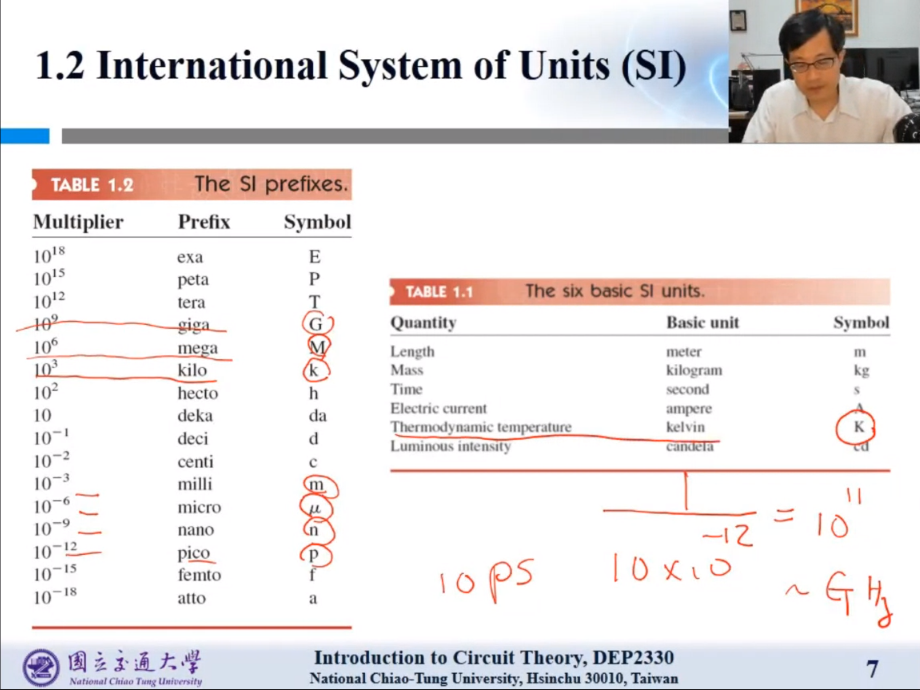 1.2 International System of Units (SI)
TABLE 1.2 The SI prefixes.
Multiplier Prefix Symbol
10^18 exa E
10^15 peta P
10^12 tera T
10^9 giga G
10^6 mega M
10^3 kilo k
10^2 hecto h
10 deka da
10^−1 deci d
10^−2 centi c
10^−3 milli m
10^−6 micro μ
10^−9 nano n
10^−12 pico p
10^−15 femto f
10^−18 atto a
TABLE 1.1 The six basic SI units.
Quantity Basic unit Symbol
Length meter m
Mass kilogram kg
Time second s
Electric current ampere A
Thermodynamic temperature kelvin K
Luminous intensity candela cd
10 ps
1
10 × 10^−12 = 10^11
~ GHz
國立交通大學
National Chiao Tung University
Introduction to Circuit Theory, DEP2330
National Chiao-Tung University, Hsinchu 30010, Taiwan
7